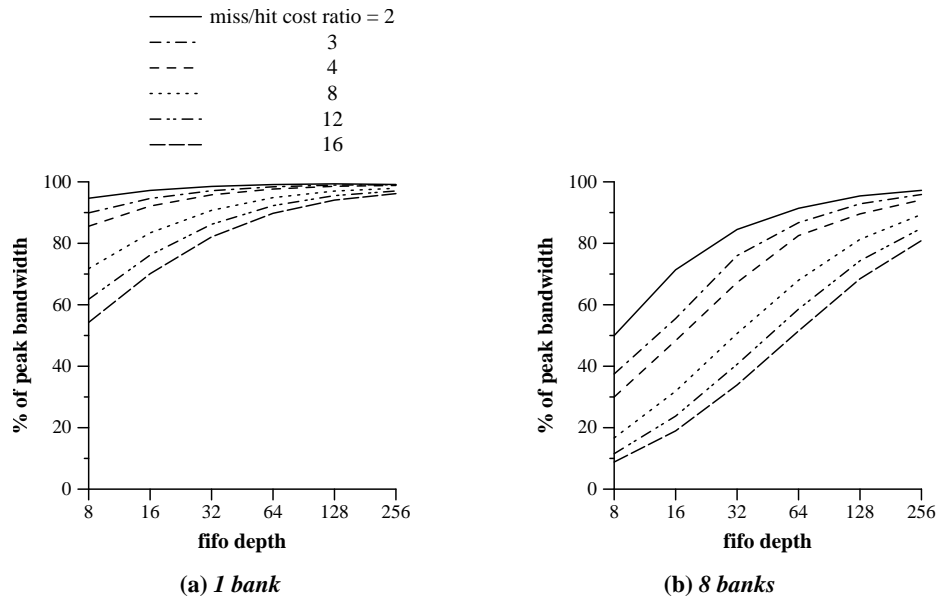 miss/hit cost ratio = 2
3
4
8
12
16
100
80
60
40
20
0
% of peak bandwidth
8 16 32 64 128 256
fifo depth
(a) 1 bank
100
80
60
40
20
0
% of peak bandwidth
8 16 32 64 128 256
fifo depth
(b) 8 banks